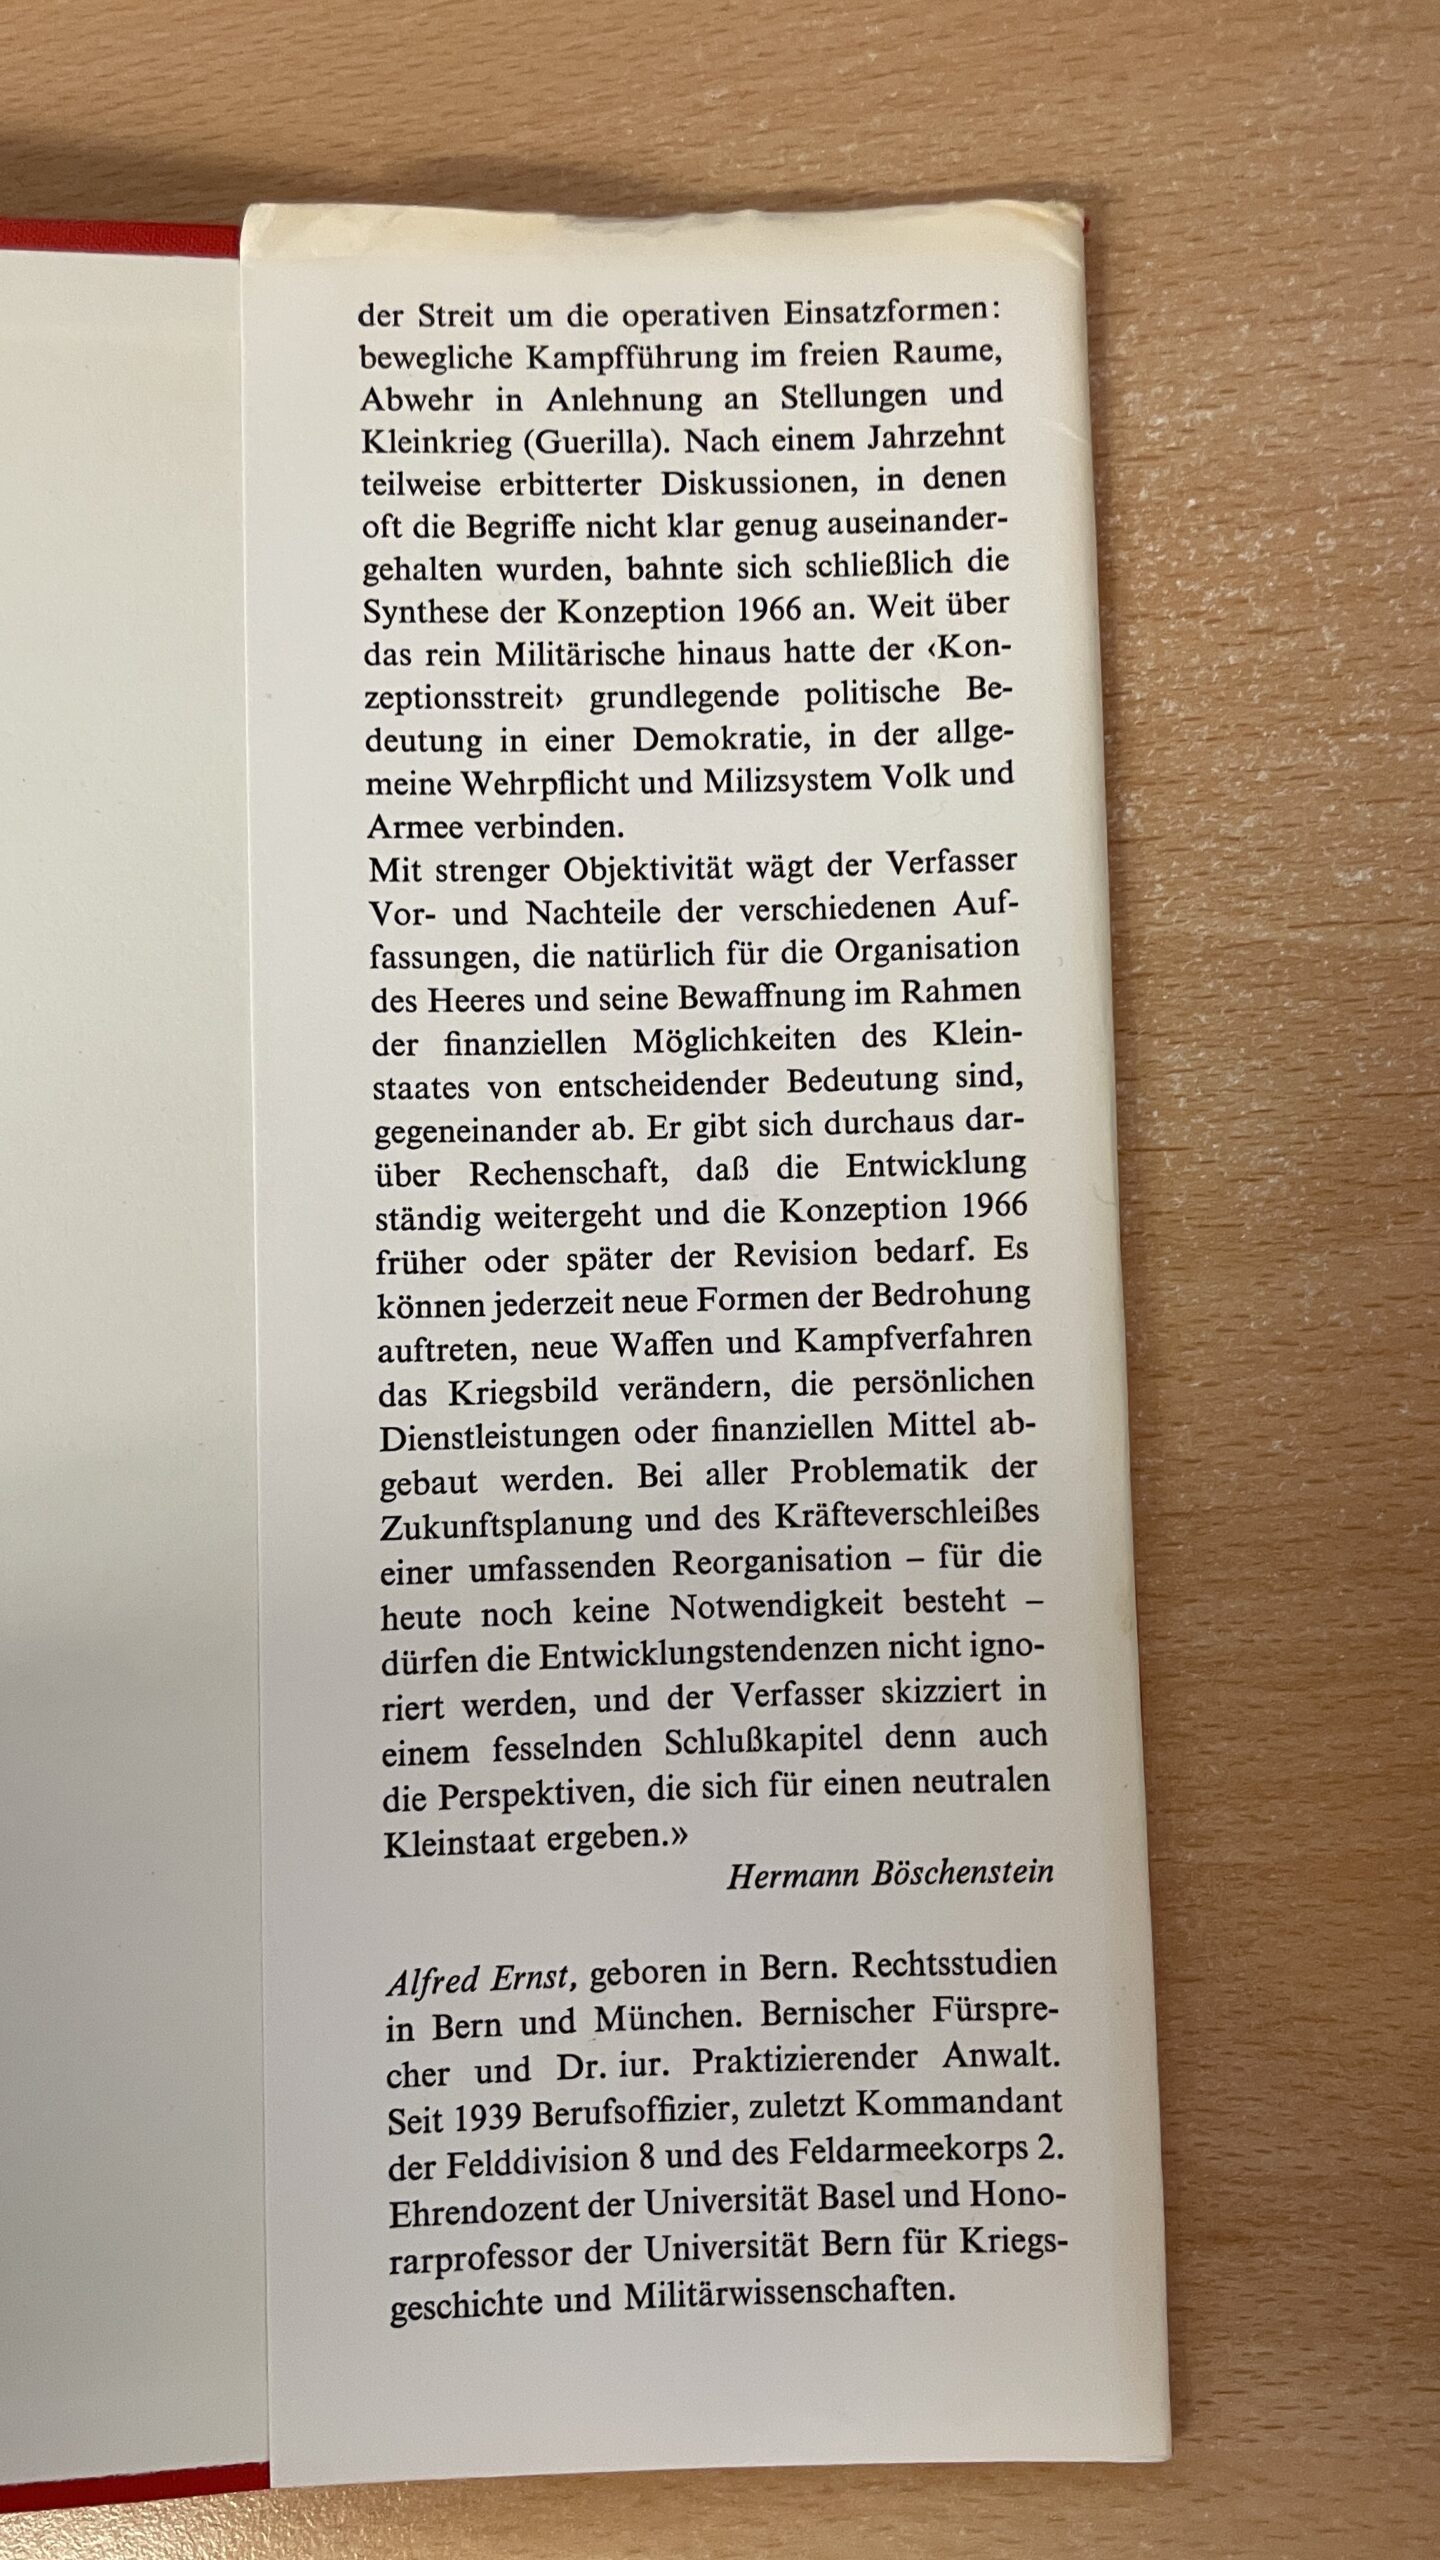 der Streit um die operativen Einsatzformen:
bewegliche Kampfführung im freien Raume,
Abwehr in Anlehnung an Stellungen und
Kleinkrieg (Guerilla). Nach einem Jahrzehnt
teilweise erbitterter Diskussionen, in denen
oft die Begriffe nicht klar genug auseinander-
gehalten wurden, bahnte sich schließlich die
Synthese der Konzeption 1966 an. Weit über
das rein Militärische hinaus hatte der ‹Kon-
zeptionsstreit› grundlegende politische Be-
deutung in einer Demokratie, in der allge-
meine Wehrpflicht und Milizsystem Volk und
Armee verbinden.
Mit strenger Objektivität wägt der Verfasser
Vor- und Nachteile der verschiedenen Auf-
fassungen, die natürlich für die Organisation
des Heeres und seine Bewaffnung im Rahmen
der finanziellen Möglichkeiten des Klein-
staates von entscheidender Bedeutung sind,
gegeneinander ab. Er gibt sich durchaus dar-
über Rechenschaft, daß die Entwicklung
ständig weitergeht und die Konzeption 1966
früher oder später der Revision bedarf. Es
können jederzeit neue Formen der Bedrohung
auftreten, neue Waffen und Kampfverfahren
das Kriegsbild verändern, die persönlichen
Dienstleistungen oder finanziellen Mittel ab-
gebaut werden. Bei aller Problematik der
Zukunftsplanung und des Kräfteverschleißes
einer umfassenden Reorganisation – für die
heute noch keine Notwendigkeit besteht –
dürfen die Entwicklungstendenzen nicht igno-
riert werden, und der Verfasser skizziert in
einem fesselnden Schlußkapitel denn auch
die Perspektiven, die sich für einen neutralen
Kleinstaat ergeben.»
Hermann Böschenstein
Alfred Ernst, geboren in Bern. Rechtsstudien
in Bern und München. Bernischer Fürspre-
cher und Dr. iur. Praktizierender Anwalt.
Seit 1939 Berufsoffizier, zuletzt Kommandant
der Felddivision 8 und des Feldarmeekorps 2.
Ehrendozent der Universität Basel und Hono-
rarprofessor der Universität Bern für Kriegs-
geschichte und Militärwissenschaften.